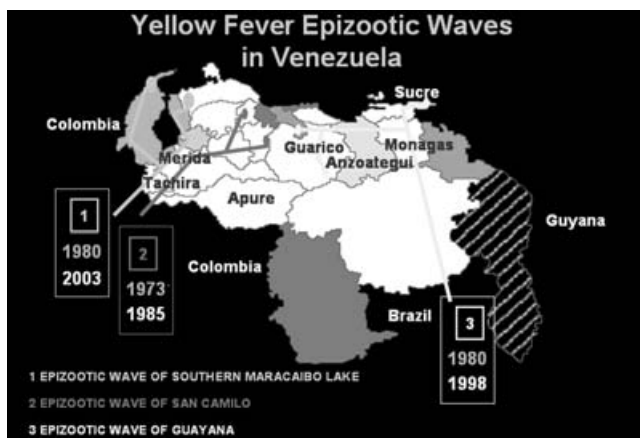 Yellow Fever Epizootic Waves
in Venezuela
Sucre
Colombia
Merida
Guarico
Monagas
Anzoategui
Tachira
Apure
1
1980
2003
2
1973
1985
Colombia
Guyana
Brazil
3
1980
1998
1 EPIZOOTIC WAVE OF SOUTHERN MARACAIBO LAKE
2 EPIZOOTIC WAVE OF SAN CAMILO
3 EPIZOOTIC WAVE OF GUAYANA